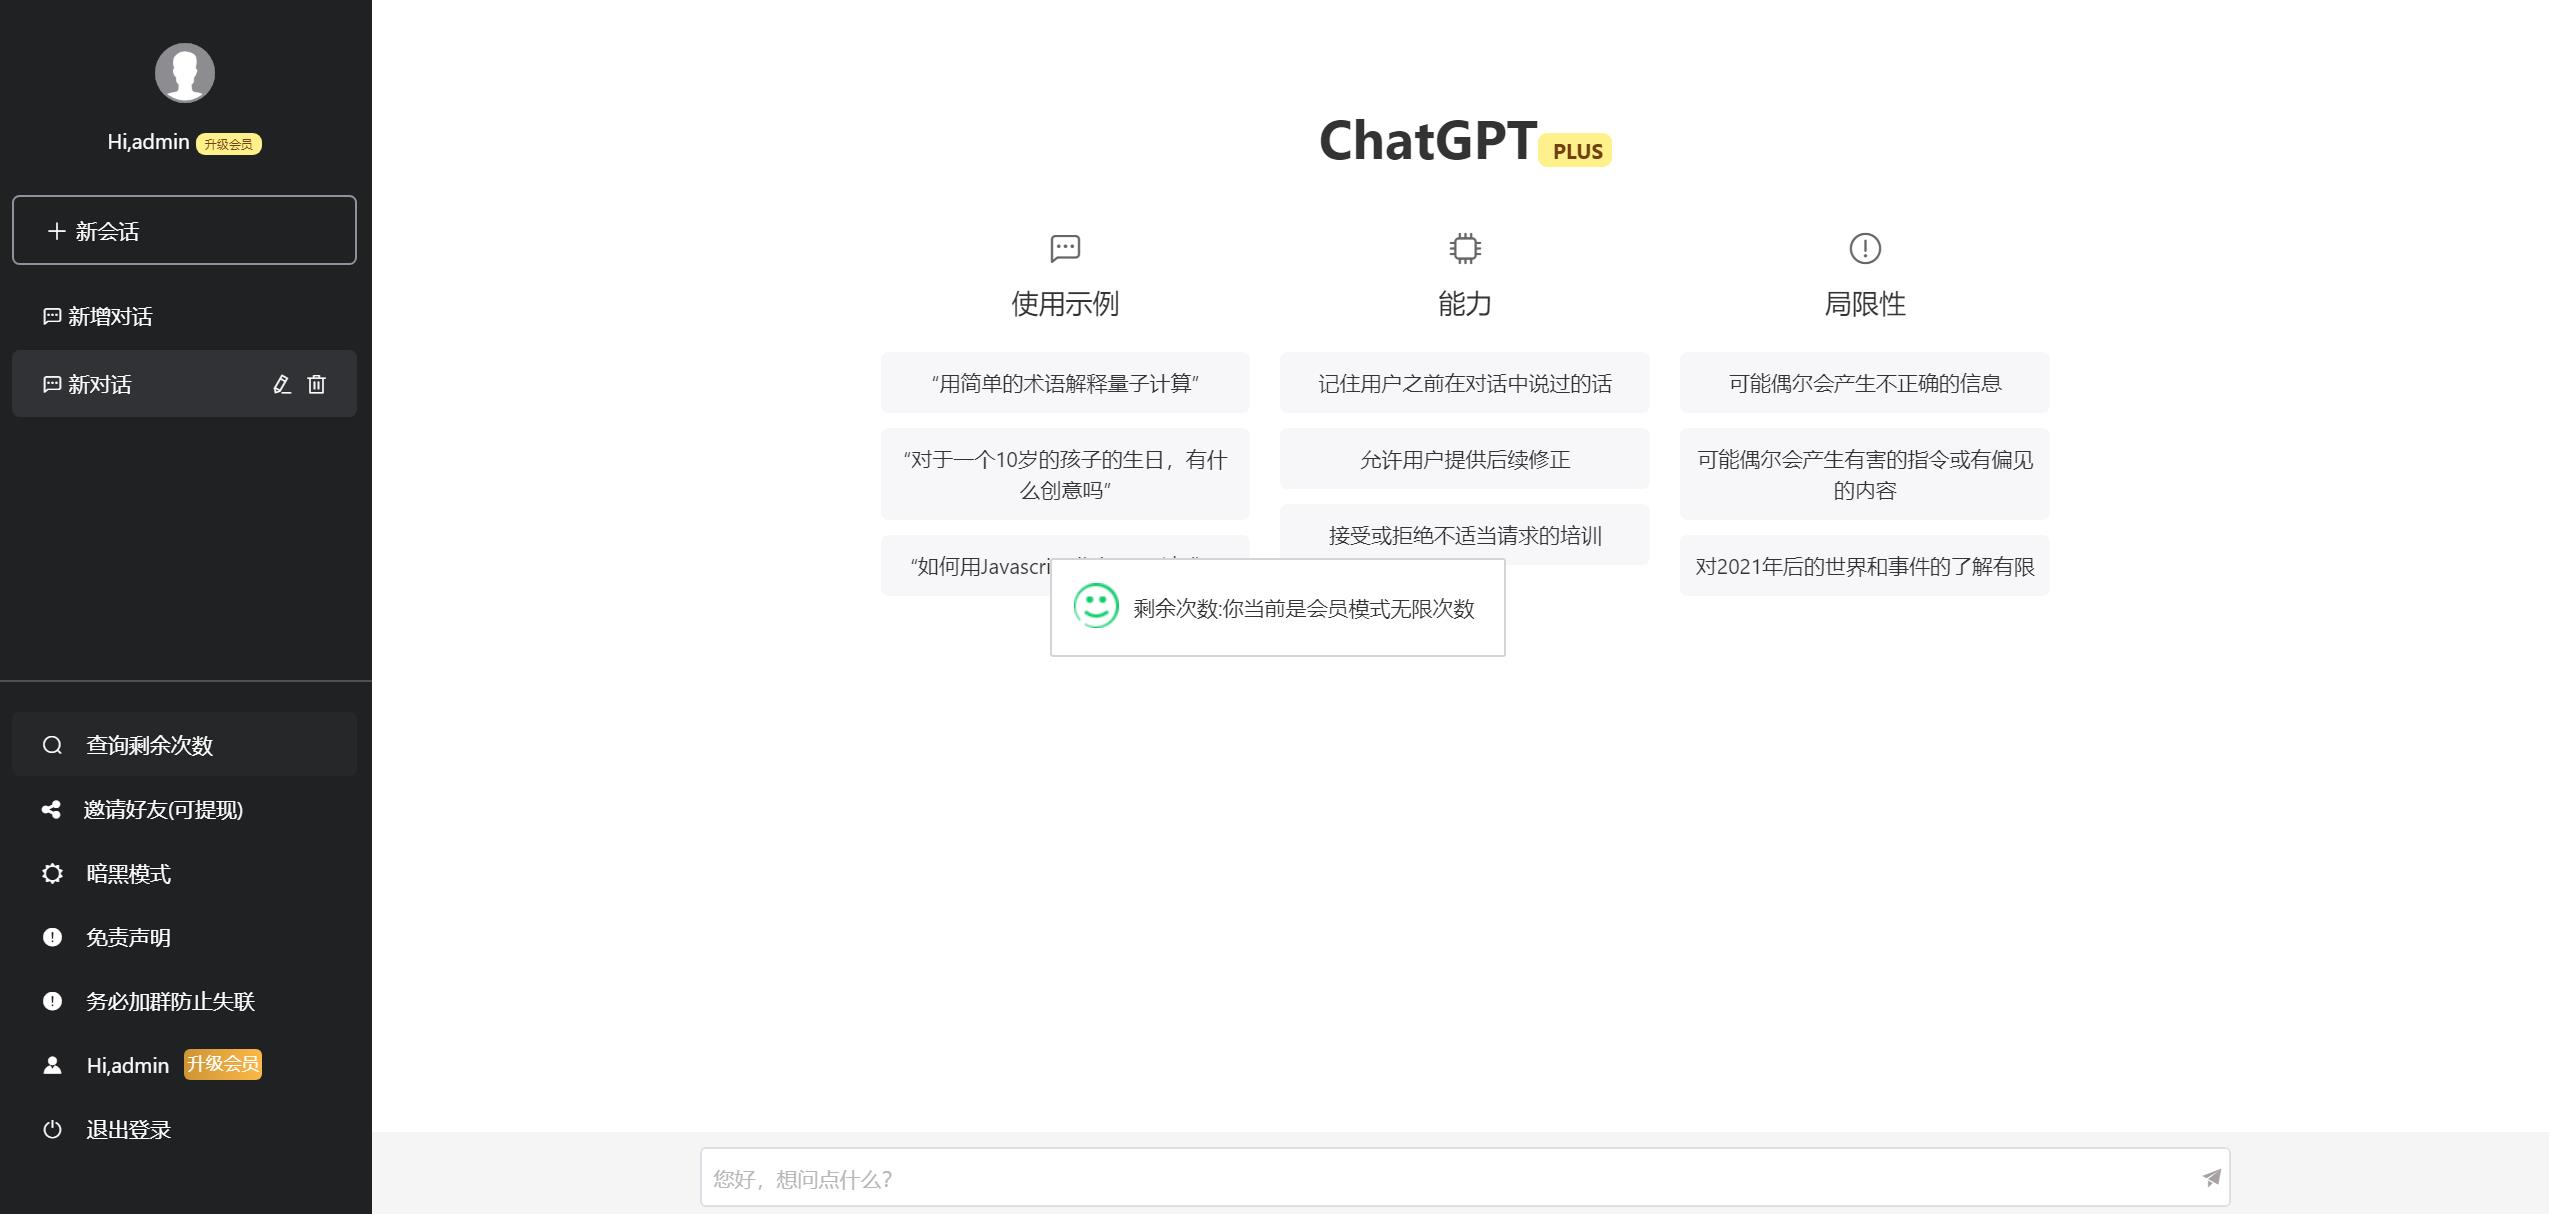 Hi,admin 升级会员
新会话
新增对话
新对话
查询剩余次数
邀请好友(可提现)
暗黑模式
免责声明
务必加群防止失联
Hi,admin 升级会员
退出登录
ChatGPT PLUS
使用示例
“用简单的术语解释量子计算”
“对于一个10岁的孩子的生日，有什
么创意吗”
“如何用
能力
记住用户之前在对话中说过的话
允许用户提供后续修正
接受或拒绝不适当请求的培训
局限性
可能偶尔会产生不正确的信息
可能偶尔会产生有害的指令或有偏见
的内容
对2021年后的世界和事件的了解有限
剩余次数:你当前是会员模式无限次数
您好，想问点什么?